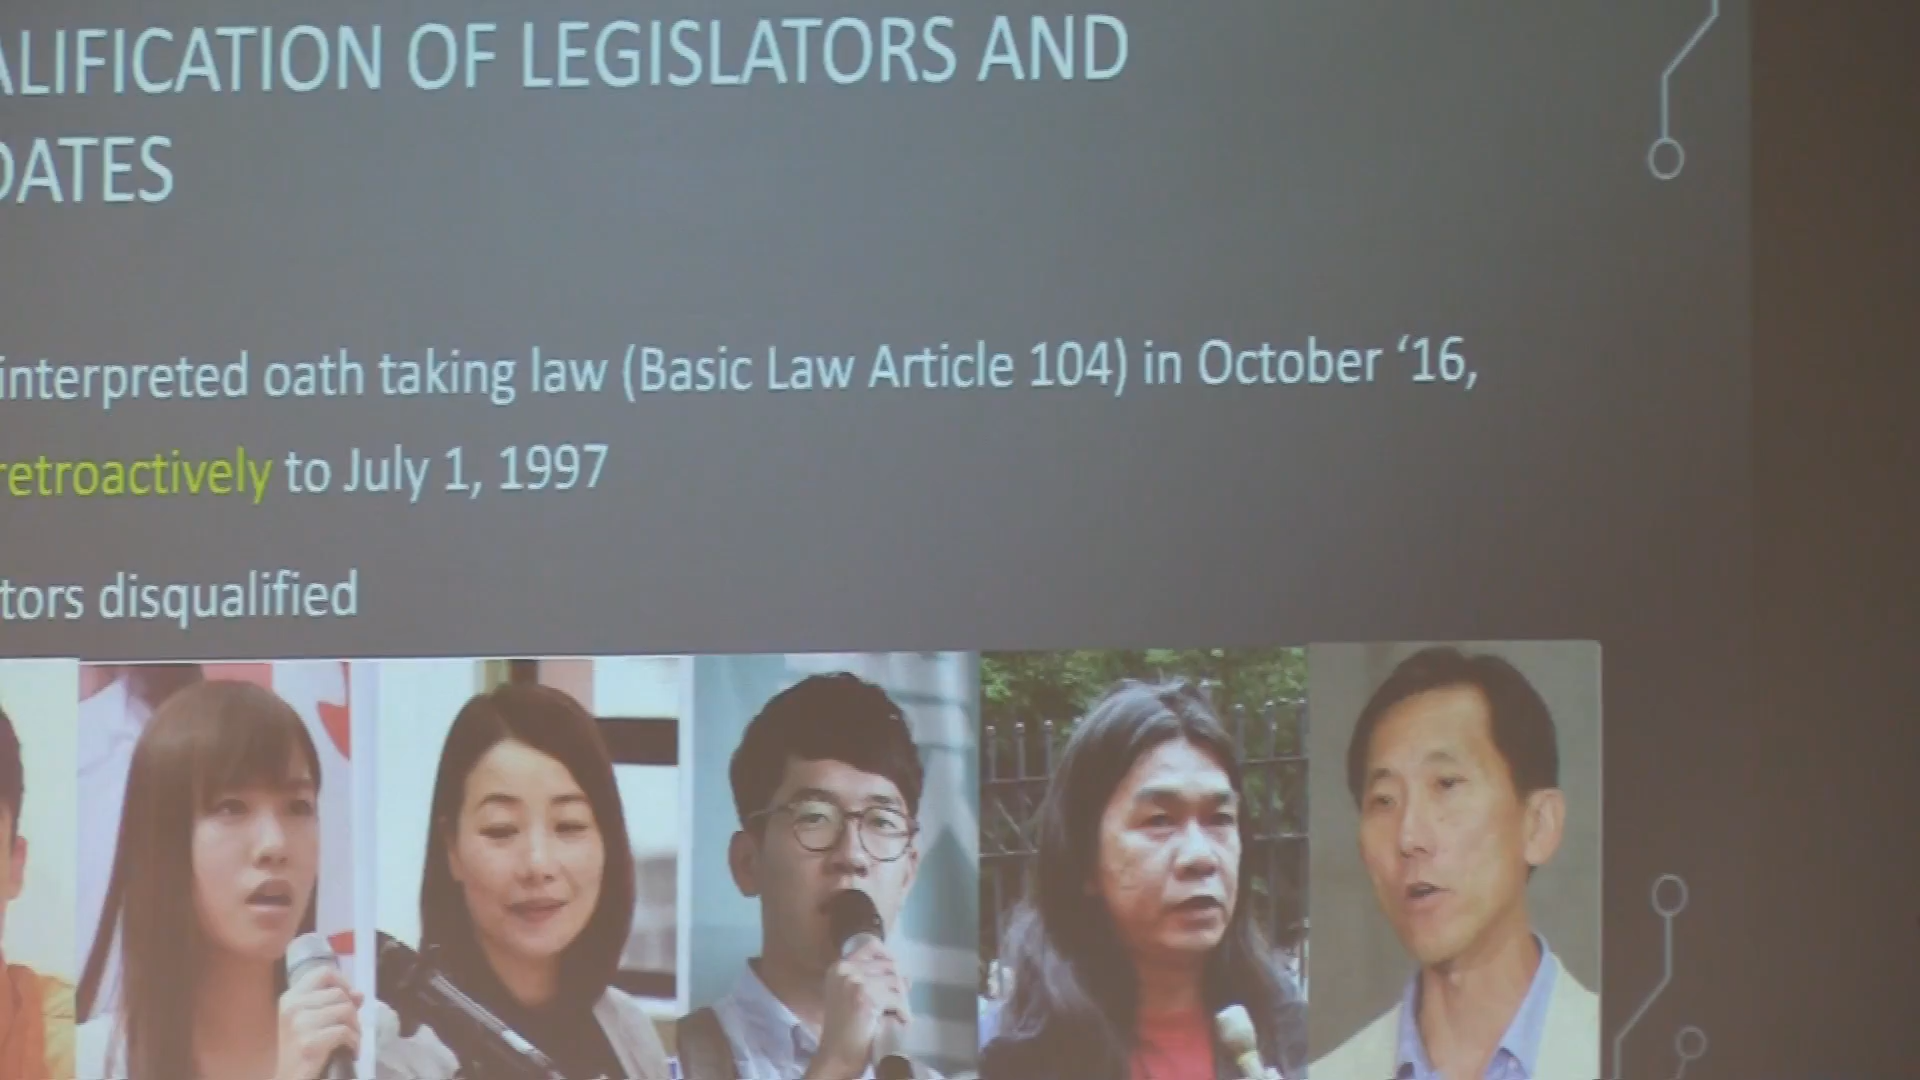 ALIFICATION OF LEGISLATORS AND
DATES
interpreted oath taking law (Basic Law Article 104) in October ‘16,
retroactively to July 1, 1997
tors disqualified